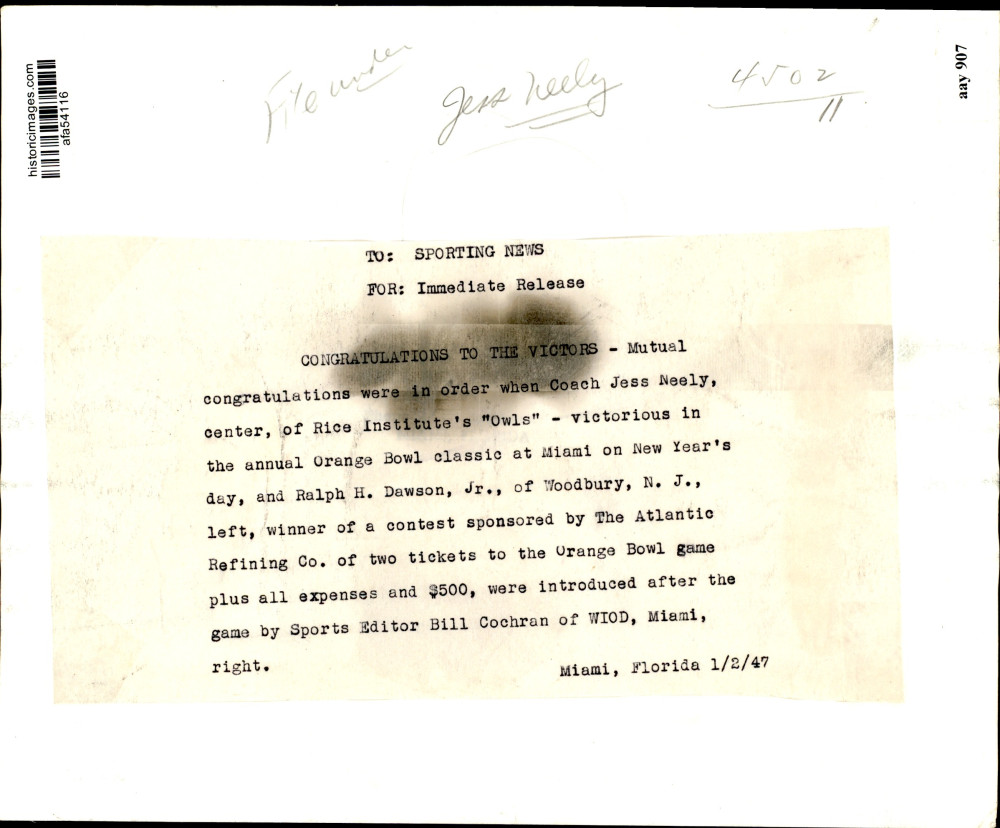 historicimages.com
afa54116
File under
Jess Neely
4502
11
aay 907
TO: SPORTING NEWS
FOR: Immediate Release
CONGRATULATIONS TO THE VICTORS - Mutual
congratulations were in order when Coach Jess Neely,
center, of Rice Institute's "Owls" - victorious in
the annual Orange Bowl classic at Miami on New Year's
day, and Ralph H. Dawson, Jr., of Woodbury, N. J.,
left, winner of a contest sponsored by The Atlantic
Refining Co. of two tickets to the Orange Bowl game
plus all expenses and $500, were introduced after the
game by Sports Editor Bill Cochran of WIOD, Miami,
right.
Miami, Florida 1/2/47